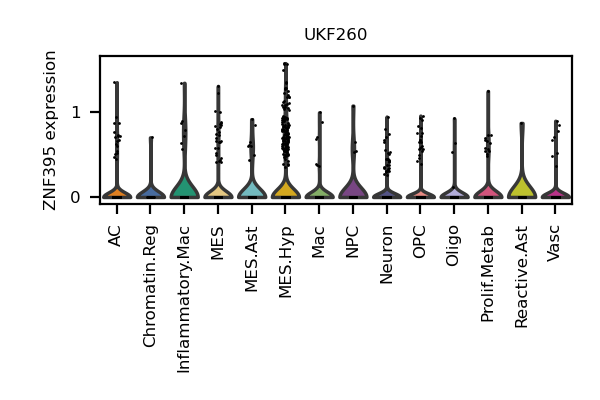 UKF260
ZNF395 expression
1
0
AC
Chromatin.Reg
Inflammatory.Mac
MES
MES.Ast
MES.Hyp
Mac
NPC
Neuron
OPC
Oligo
Prolif.Metab
Reactive.Ast
Vasc